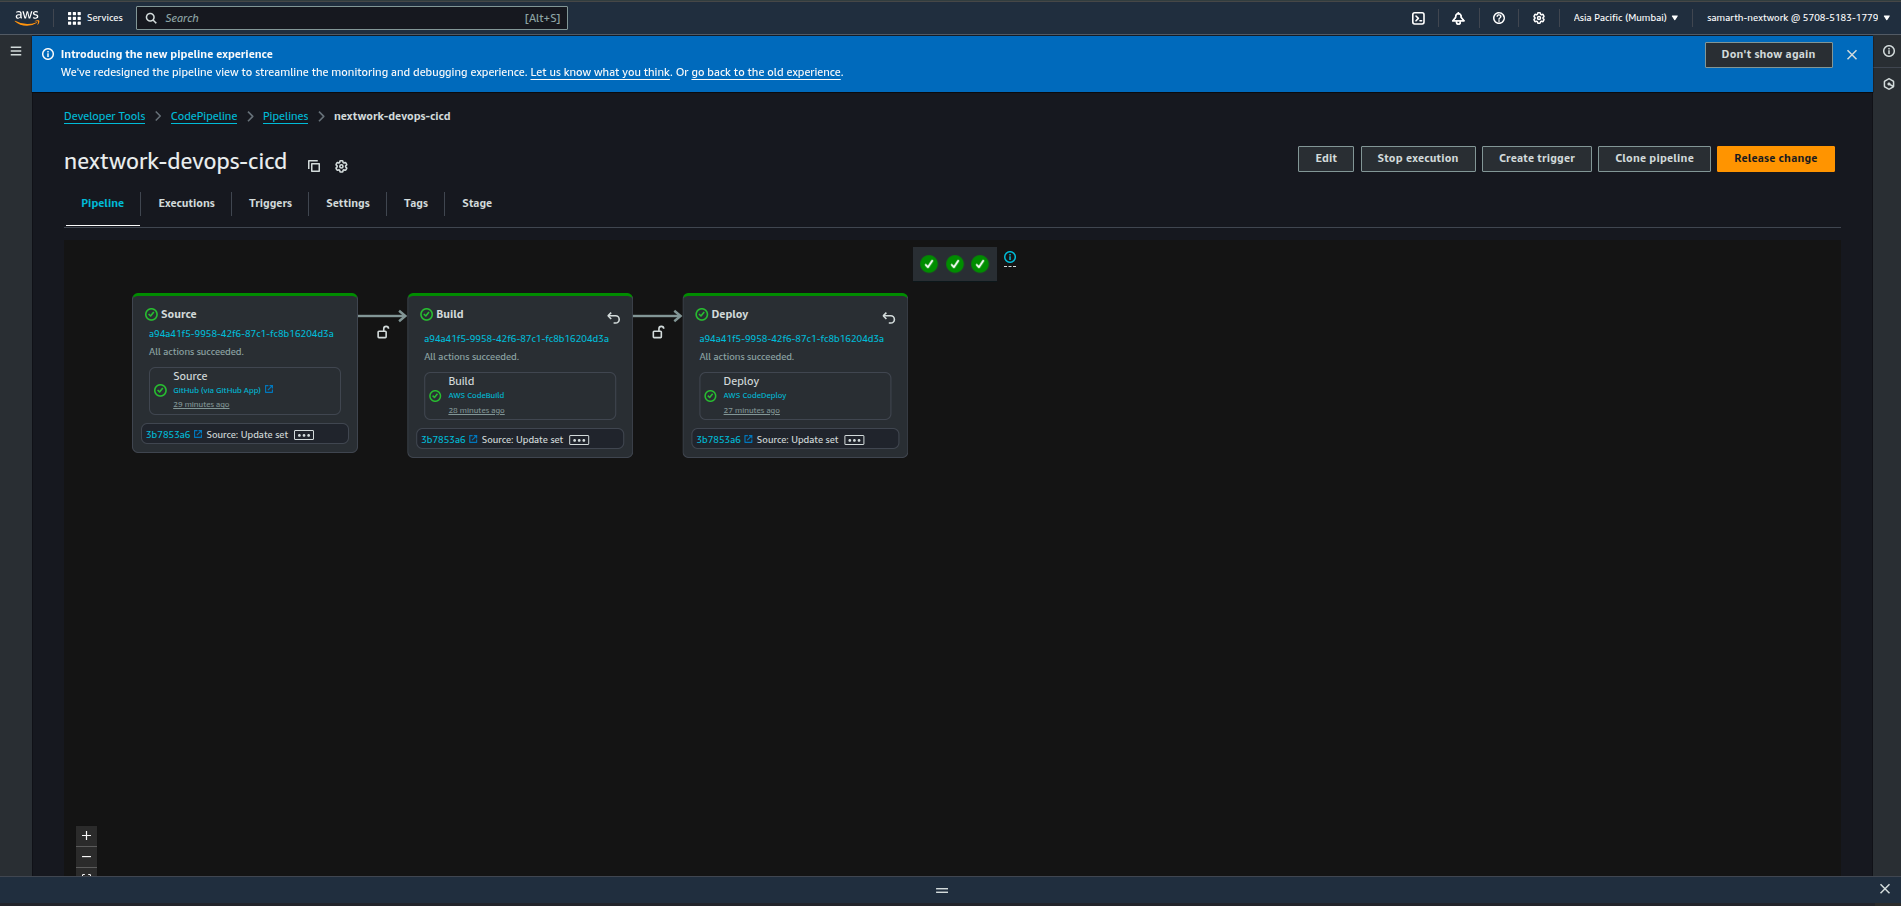 aws Services Search [Alt+S] Asia Pacific (Mumbai) samarth-nextwork @ 5708-5183-1779
Introducing the new pipeline experience
We've redesigned the pipeline view to streamline the monitoring and debugging experience. Let us know what you think. Or go back to the old experience.
Don't show again
Developer Tools CodePipeline Pipelines nextwork-devops-cicd
nextwork-devops-cicd
Edit Stop execution Create trigger Clone pipeline Release change
Pipeline Executions Triggers Settings Tags Stage
Source
a94a41f5-9958-42f6-87c1-fc8b16204d3a
All actions succeeded.
Source
GitHub (via GitHub App)
29 minutes ago
3b7853a6 Source: Update set
Build
a94a41f5-9958-42f6-87c1-fc8b16204d3a
All actions succeeded.
Build
AWS CodeBuild
28 minutes ago
3b7853a6 Source: Update set
Deploy
a94a41f5-9958-42f6-87c1-fc8b16204d3a
All actions succeeded.
Deploy
AWS CodeDeploy
27 minutes ago
3b7853a6 Source: Update set